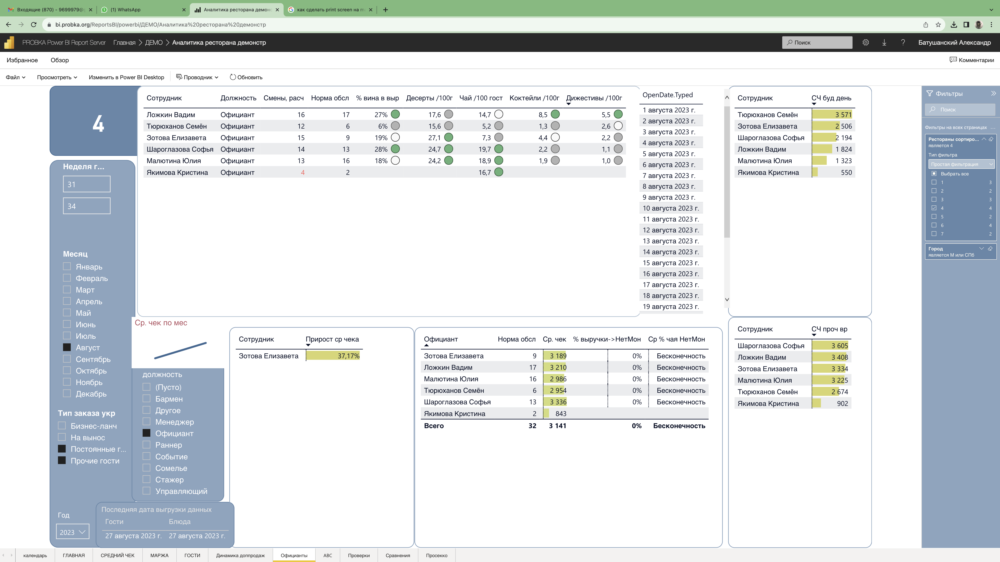 Входящие (870) - 9699979@g
(1) WhatsApp
Аналитика ресторана демонс
как сделать print screen на ma
bi.probka.org/ReportsBI/powerbi/ДЕМО/Аналитика%20ресторана%20демонстр
PROBKA Power BI Report Server
Главная > ДЕМО > Аналитика ресторана демонстр
Поиск
?
Батушанский Александр
Избранное
Обзор
Комментарии
Файл
Просмотреть
Изменить в Power BI Desktop
Проводник
Обновить
4
Неделя г...
31
34
Месяц
Январь
Февраль
Март
Апрель
Май
Июнь
Июль
Август
Сентябрь
Октябрь
Ноябрь
Декабрь
Тип заказа укр
Бизнес-ланч
На вынос
Постоянные г...
Прочие гости
Год
2023
Сотрудник Должность Смены, расч Норма обсл % вина в выр Десерты /100г Чай /100 гост Коктейли /100г Дижестивы /100г
Ложкин Вадим Официант 16 17 27% 17,6 14,7 8,5 5,5
Тюрюханов Семён Официант 12 6 6% 15,6 5,2 1,3 2,6
Зотова Елизавета Официант 15 9 19% 27,1 7,3 4,4 2,2
Шароглазова Софья Официант 14 13 28% 24,7 19,7 2,2 1,1
Малютина Юлия Официант 13 16 18% 24,2 18,9 1,9 1,0
Якимова Кристина Официант 4 2 16,7
OpenDate.Typed
1 августа 2023 г.
2 августа 2023 г.
3 августа 2023 г.
4 августа 2023 г.
5 августа 2023 г.
6 августа 2023 г.
7 августа 2023 г.
8 августа 2023 г.
9 августа 2023 г.
10 августа 2023 г.
11 августа 2023 г.
12 августа 2023 г.
13 августа 2023 г.
14 августа 2023 г.
15 августа 2023 г.
16 августа 2023 г.
17 августа 2023 г.
18 августа 2023 г.
19 августа 2023 г.
Сотрудник СЧ буд день
Тюрюханов Семён 3 571
Зотова Елизавета 2 506
Шароглазова Софья 2 194
Ложкин Вадим 1 824
Малютина Юлия 1 323
Якимова Кристина 550
Ср. чек по мес
должность
(Пусто)
Бармен
Другое
Менеджер
Официант
Раннер
Событие
Сомелье
Стажер
Управляющий
Последняя дата выгрузки данных
Гости Блюда
27 августа 2023 г. 27 августа 2023 г.
Сотрудник Прирост ср чека
Зотова Елизавета 37,17%
Официант Норма обсл Ср. чек % выручки->НетМон Ср % чая НетМон
Зотова Елизавета 9 3 189 0% Бесконечность
Ложкин Вадим 17 3 210 0% Бесконечность
Малютина Юлия 16 2 986 0% Бесконечность
Тюрюханов Семён 6 2 954 0% Бесконечность
Шароглазова Софья 13 3 336 0% Бесконечность
Якимова Кристина 2 843
Всего 32 3 141 0% Бесконечность
Сотрудник СЧ проч вр
Шароглазова Софья 3 605
Ложкин Вадим 3 408
Зотова Елизавета 3 334
Малютина Юлия 3 225
Тюрюханов Семён 2 674
Якимова Кристина 902
Фильтры
Поиск
Фильтры на всех страницах ...
Рестораны сортиро...
является 4
Тип фильтра
Простая фильтрация
Выбрать все
1 3
2 2
3 3
4 4
5 2
6 4
7 2
Город
является М или СПб
календарь
ГЛАВНАЯ
СРЕДНИЙ ЧЕК
МАРЖА
ГОСТИ
Динамика доппродаж
Официанты
ABC
Проверки
Сравнения
Просекко